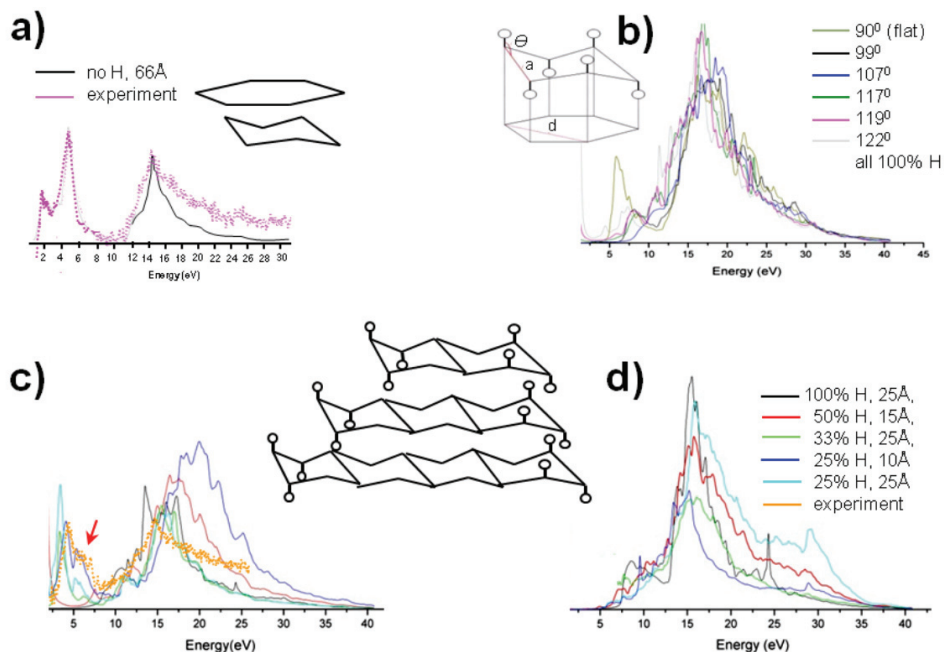 a)
no H, 66Å
experiment
2 4 6 8 10 12 14 16 18 20 22 24 26 28 30
Energy(eV)
b)
Θ
a
d
90⁰ (flat)
99⁰
107⁰
117⁰
119⁰
122⁰
all 100% H
5 10 15 20 25 30 35 40 45
Energy (eV)
c)
5 10 15 20 25 30 35 40
Energy(eV)
d)
100% H, 25Å,
50% H, 15Å,
33% H, 25Å,
25% H, 10Å
25% H, 25Å
experiment
5 10 15 20 25 30 35 40
Energy (eV)